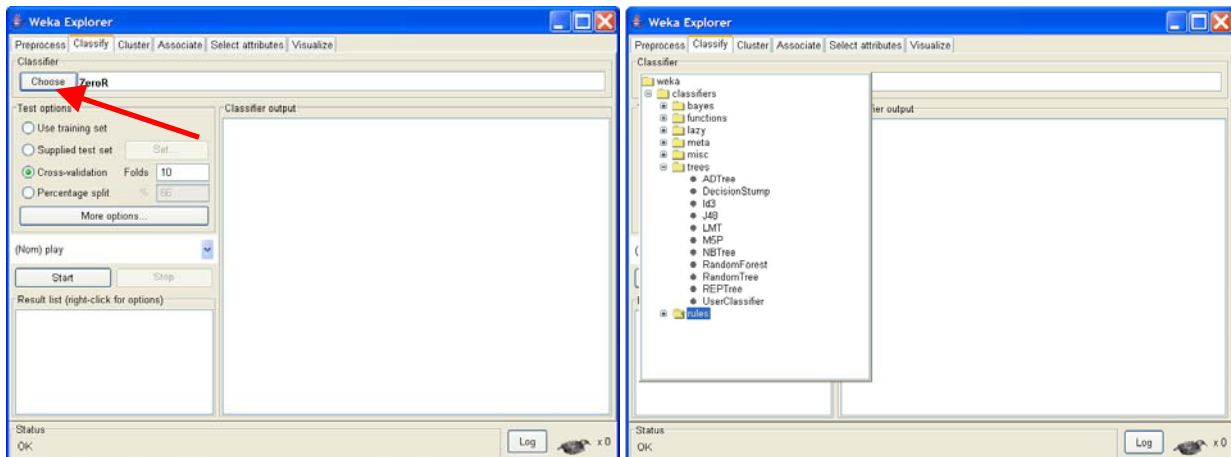 Weka Explorer
Preprocess Classify Cluster Associate Select attributes Visualize
Classifier
Choose ZeroR
Test options
Use training set
Supplied test set Set...
Cross-validation Folds 10
Percentage split % 66
More options...
(Nom) play
Start Stop
Result list (right-click for options)
Classifier output
Status
OK
Log x 0
Weka Explorer
Preprocess Classify Cluster Associate Select attributes Visualize
Classifier
weka
classifiers
bayes
functions
lazy
meta
misc
trees
ADTree
DecisionStump
Id3
J48
LMT
M5P
NBTree
RandomForest
RandomTree
REPTree
UserClassifier
rules
ier output
Status
OK
Log x 0